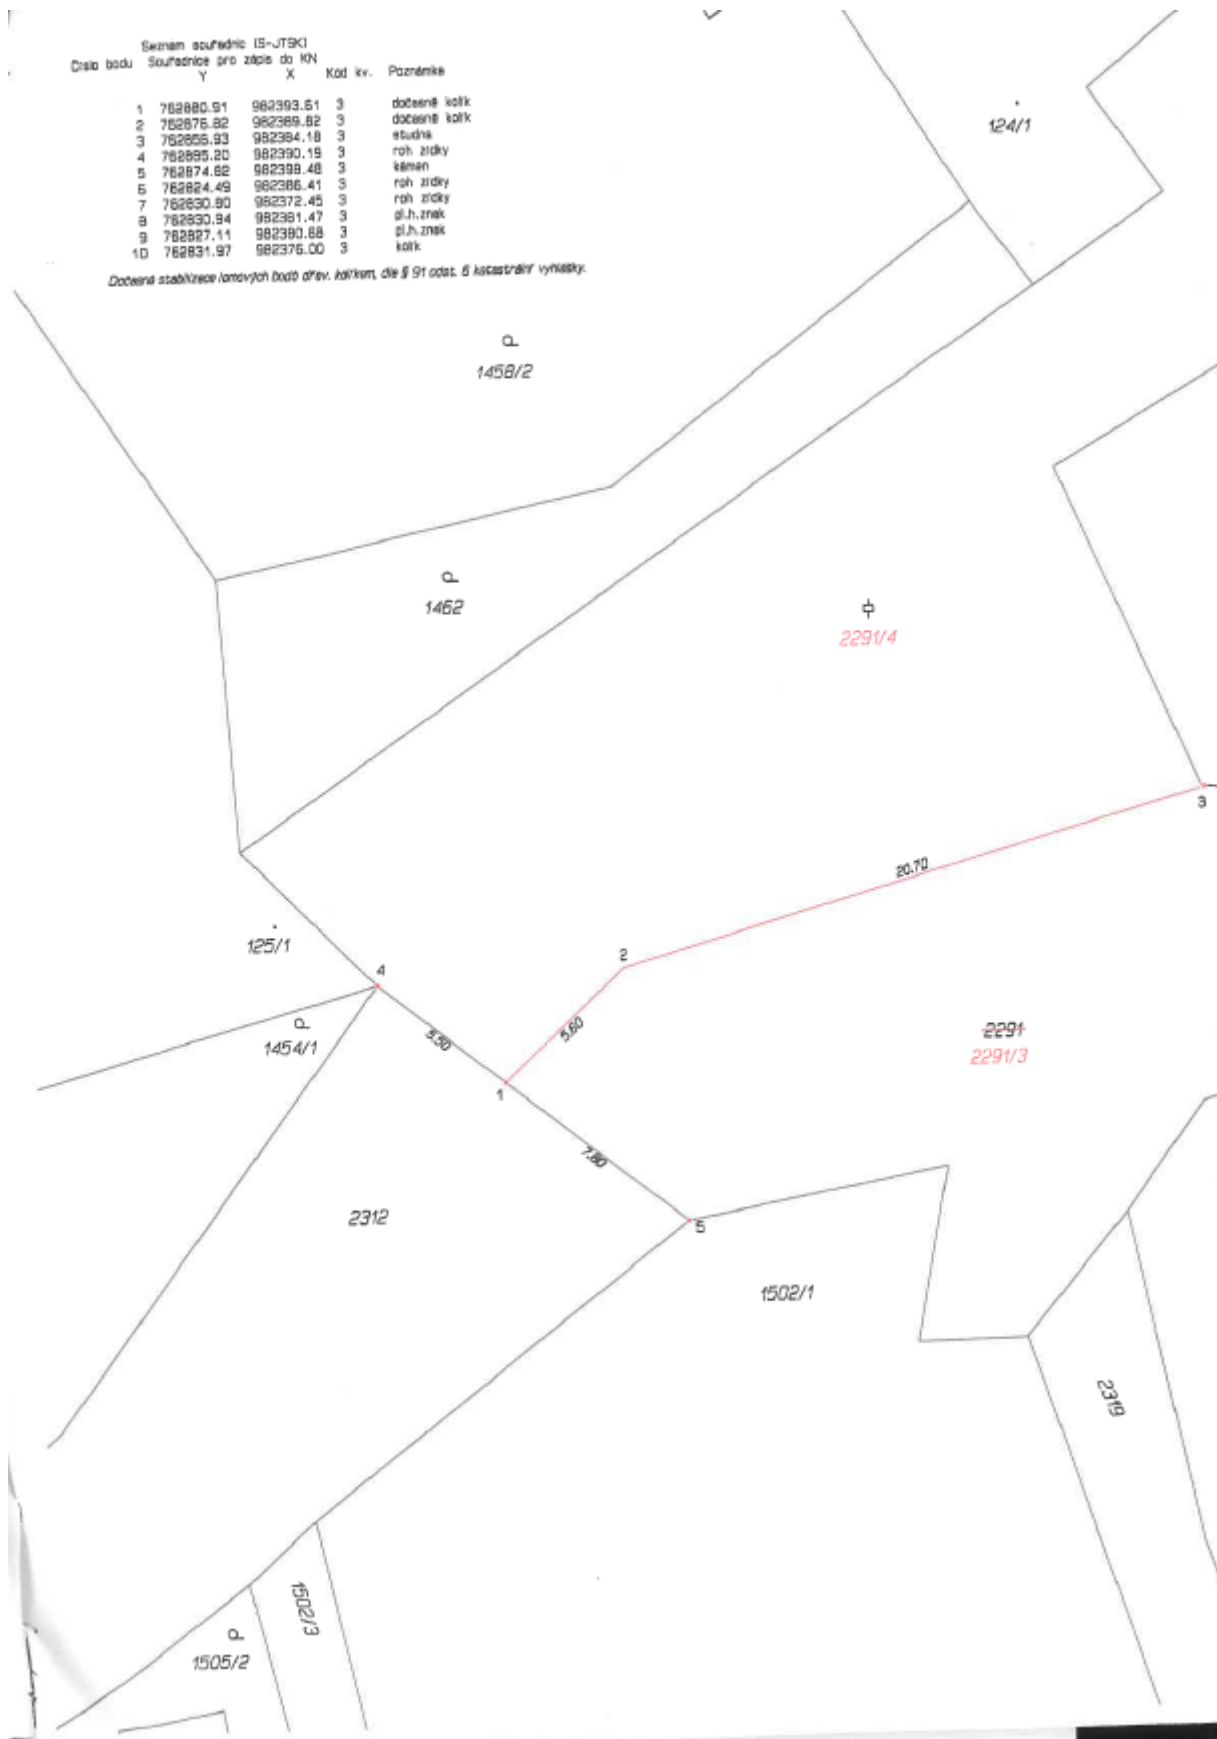 Seznam souřadnic (S-JTSK)
Číslo bodu Souřadnice pro zápis do KN
Y X Kód kv. Poznámka
1 762880.91 982393.61 3 dočasně kolík
2 762876.82 982389.82 3 dočasně kolík
3 762856.93 982384.18 3 studna
4 762885.20 982390.19 3 roh zídky
5 762874.62 982398.48 3 kámen
6 762824.49 982386.41 3 roh zídky
7 762830.80 982372.45 3 roh zídky
8 762830.94 982381.47 3 pl.h.znak
9 762827.11 982380.68 3 pl.h.znak
10 762831.97 982376.00 3 kolík
Dočasná stabilizace lomových bodů dřev. kolíkem, dle § 91 odst. 6 katastrální vyhlášky.
124/1
1458/2
1462
2291/4
3
20.70
125/1
2
4
1454/1
5.50
5.60
2291
2291/3
1
7.80
2312
5
1502/1
2319
1502/3
1505/2